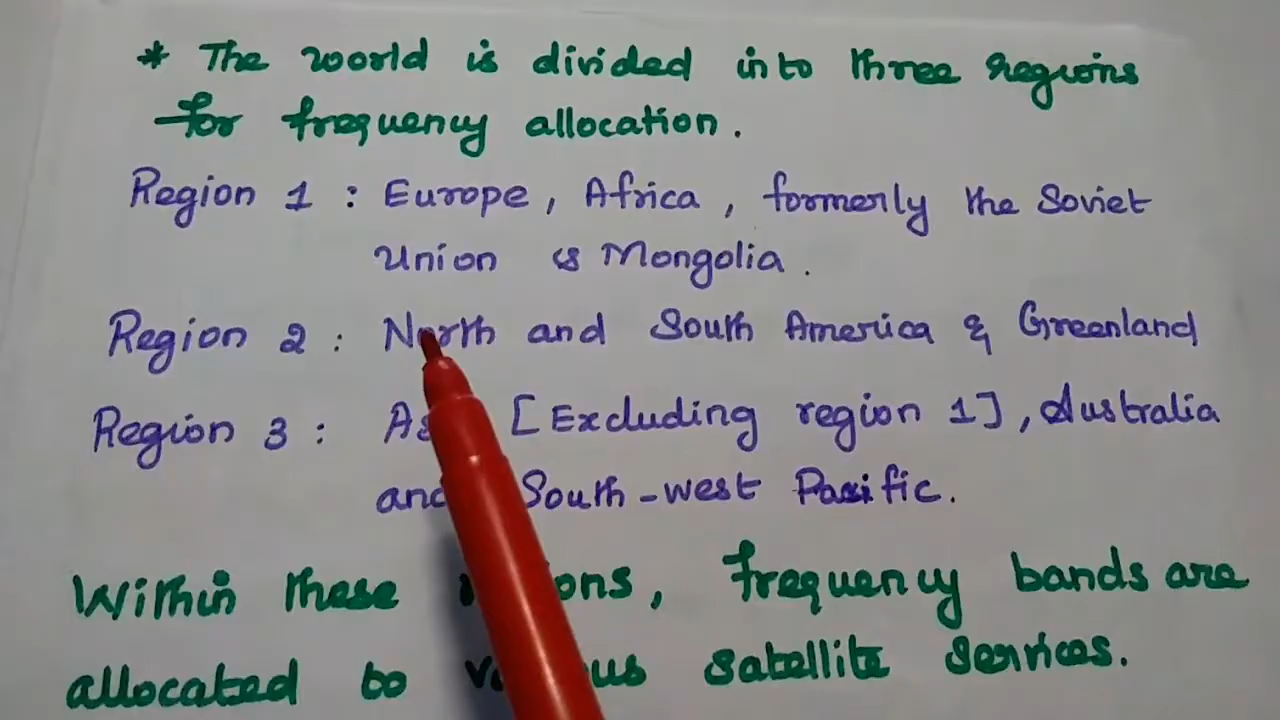 * The world is divided into three regions
for frequency allocation.
Region 1 : Europe, Africa, formerly the Soviet
Union & Mongolia.
Region 2 : North and South America & Greenland
Region 3 : [Excluding region 1], Australia
and South-west Pacific.
Within these, frequency bands are
allocated to satellite services.